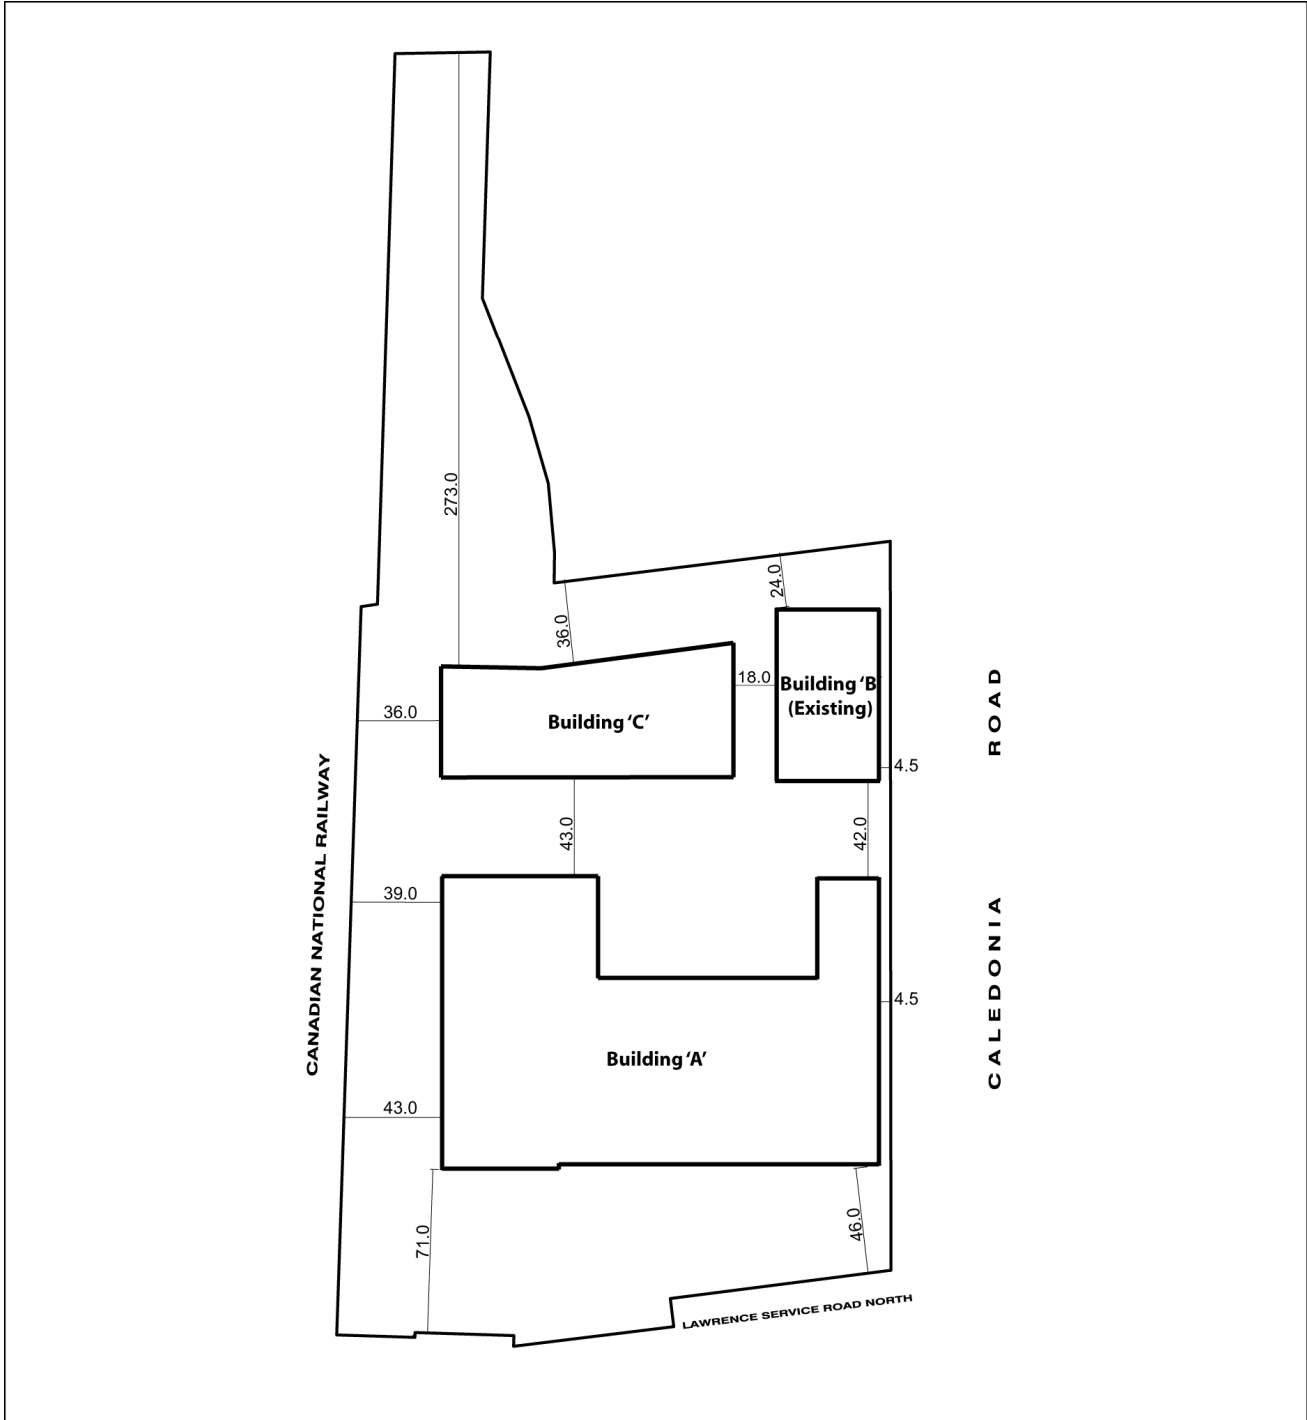 273.0
24.0
36.0
18.0
Building ‘B
(Existing)
36.0
Building ‘C’
4.5
43.0
42.0
39.0
4.5
Building ‘A’
43.0
71.0
46.0
CANADIAN NATIONAL RAILWAY
CALEDONIA ROAD
LAWRENCE SERVICE ROAD NORTH